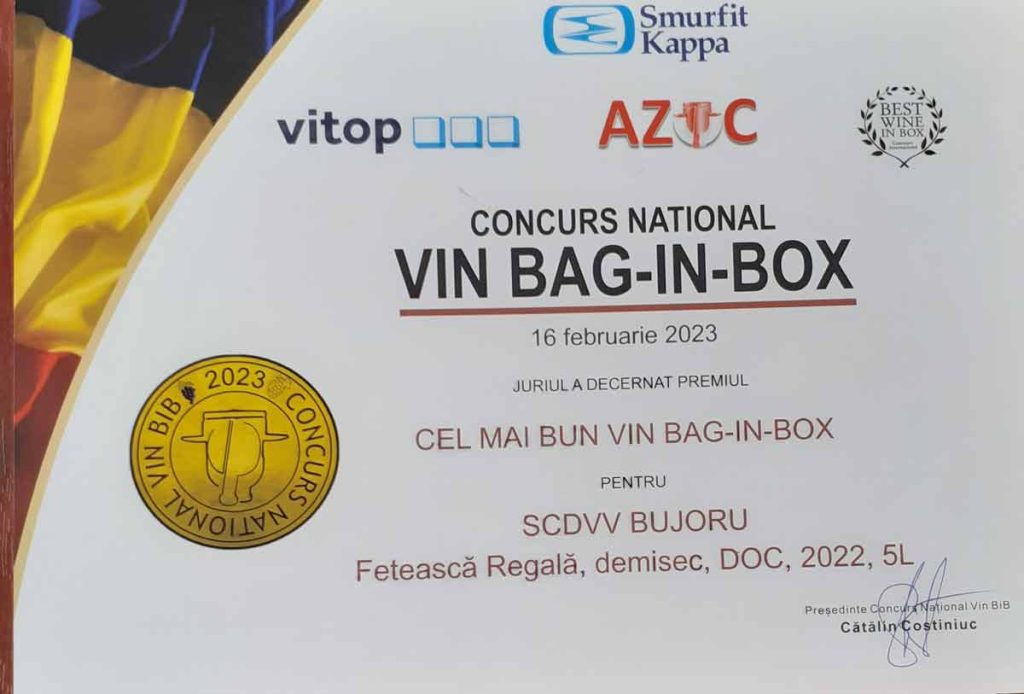 Smurfit
Kappa
vitop
AZ C
BEST
WINE
IN BOX
CONCURS NATIONAL
VIN BAG-IN-BOX
16 februarie 2023
JURIUL A DECERNAT PREMIUL
CEL MAI BUN VIN BAG-IN-BOX
PENTRU
SCDVV BUJORU
Fetească Regală, demisec, DOC, 2022, 5L
Președinte Concurs Național Vin BiB
Cătălin Costiniuc
2023 CONCURS NATIONAL VIN BIB